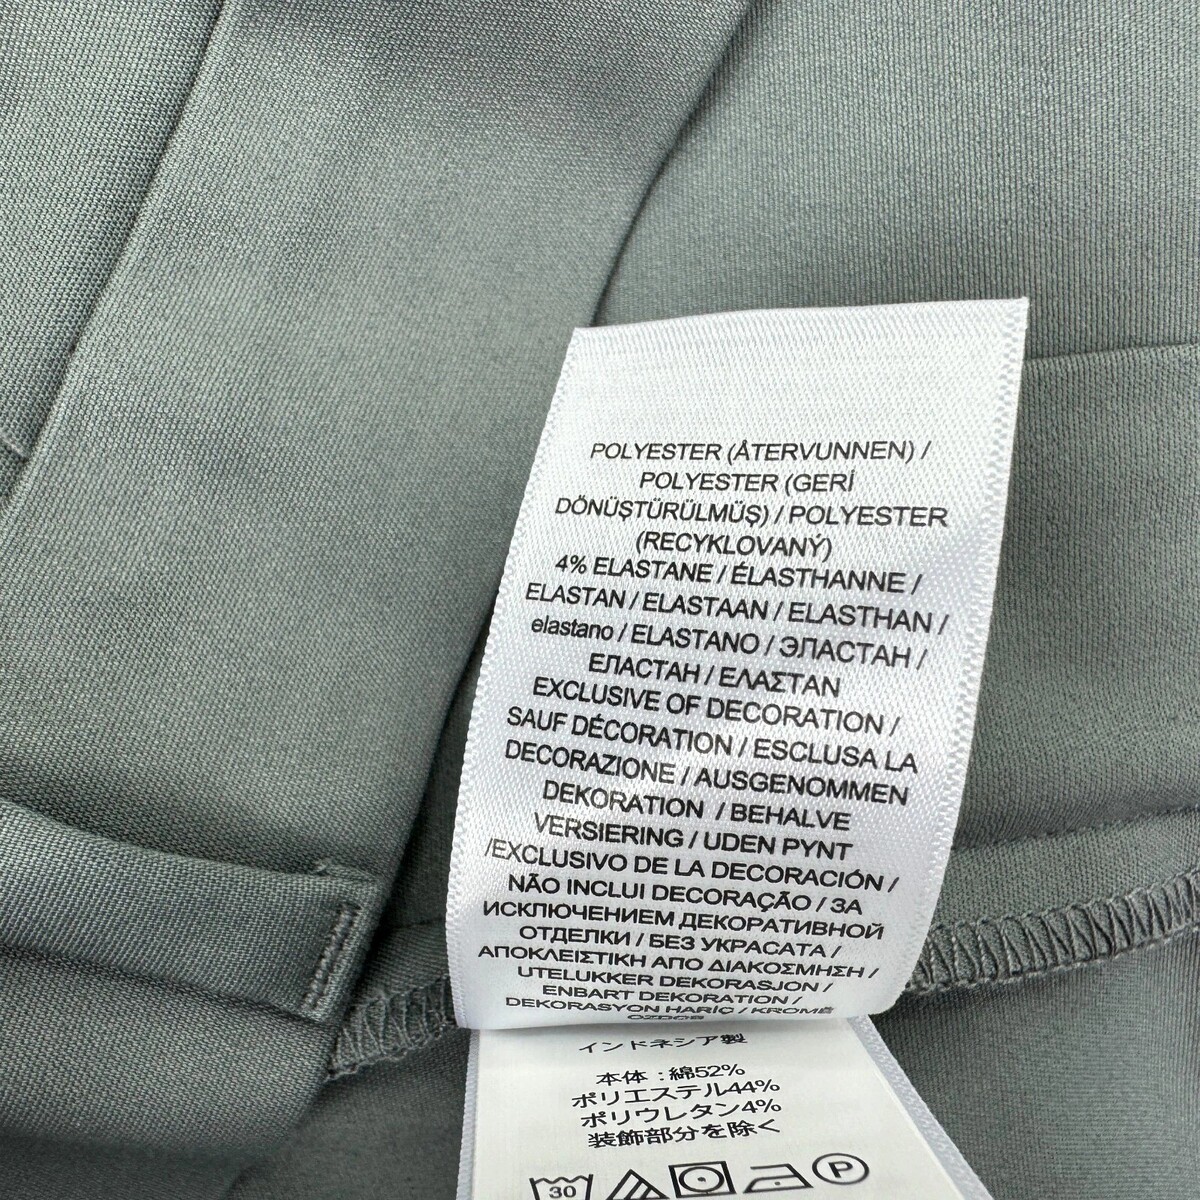 POLYESTER (ÅTERVUNNEN) /
POLYESTER (GERİ
DÖNÜŞTÜRÜLMÜŞ) / POLYESTER
(RECYKLOVANÝ)
4% ELASTANE / ÉLASTHANNE /
ELASTAN / ELASTAAN / ELASTHAN /
elastano / ELASTANO / ЭЛАСТАН /
ЕЛАСТАН / ΕΛΑΣΤΑΝ
EXCLUSIVE OF DECORATION /
SAUF DÉCORATION / ESCLUSA LA
DECORAZIONE / AUSGENOMMEN
DEKORATION / BEHALVE
VERSIERING / UDEN PYNT
/EXCLUSIVO DE LA DECORACIÓN /
NÃO INCLUI DECORAÇÃO / ЗА
ИСКЛЮЧЕНИЕМ ДЕКОРАТИВНОЙ
ОТДЕЛКИ / БЕЗ УКРАСАТА /
ΑΠΟΚΛΕΙΣΤΙΚΗ ΑΠΟ ΔΙΑΚΟΣΜΗΣΗ /
UTELUKKER DEKORASJON /
ENBART DEKORATION /
DEKORASYON HARİÇ / KROMĚ
OZDOB
インドネシア製
本体：綿52%
ポリエステル44%
ポリウレタン4%
装飾部分を除く
30 P